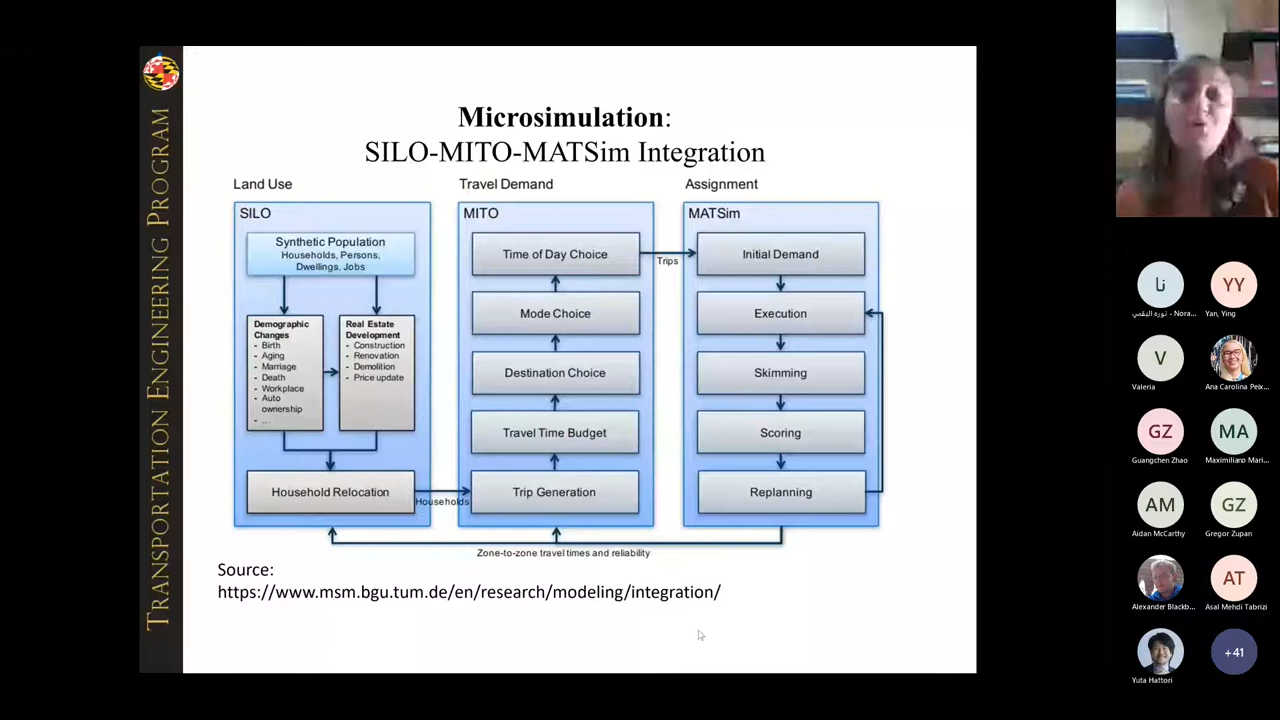 TRANSPORTATION ENGINEERING PROGRAM
Microsimulation:
SILO-MITO-MATSim Integration
Land Use
Travel Demand
Assignment
SILO
Synthetic Population
Households, Persons,
Dwellings, Jobs
Demographic
Changes
- Birth
- Aging
- Marriage
- Death
- Workplace
- Auto
ownership
- ...
Real Estate
Development
- Construction
- Renovation
- Demolition
- Price update
Household Relocation
Households
MITO
Time of Day Choice
Mode Choice
Destination Choice
Travel Time Budget
Trip Generation
Trips
MATSim
Initial Demand
Execution
Skimming
Scoring
Replanning
Zone-to-zone travel times and reliability
Source:
https://www.msm.bgu.tum.de/en/research/modeling/integration/
نا
YY
نوره البقمي - Nora...
Yan, Ying
V
Valeria
Ana Carolina Peix...
GZ
MA
Guangchen Zhao
Maximiliano Mari...
AM
GZ
Aidan McCarthy
Gregor Zupan
AT
Alexander Blackb...
Asal Mehdi Tabrizi
+41
Yuta Hattori